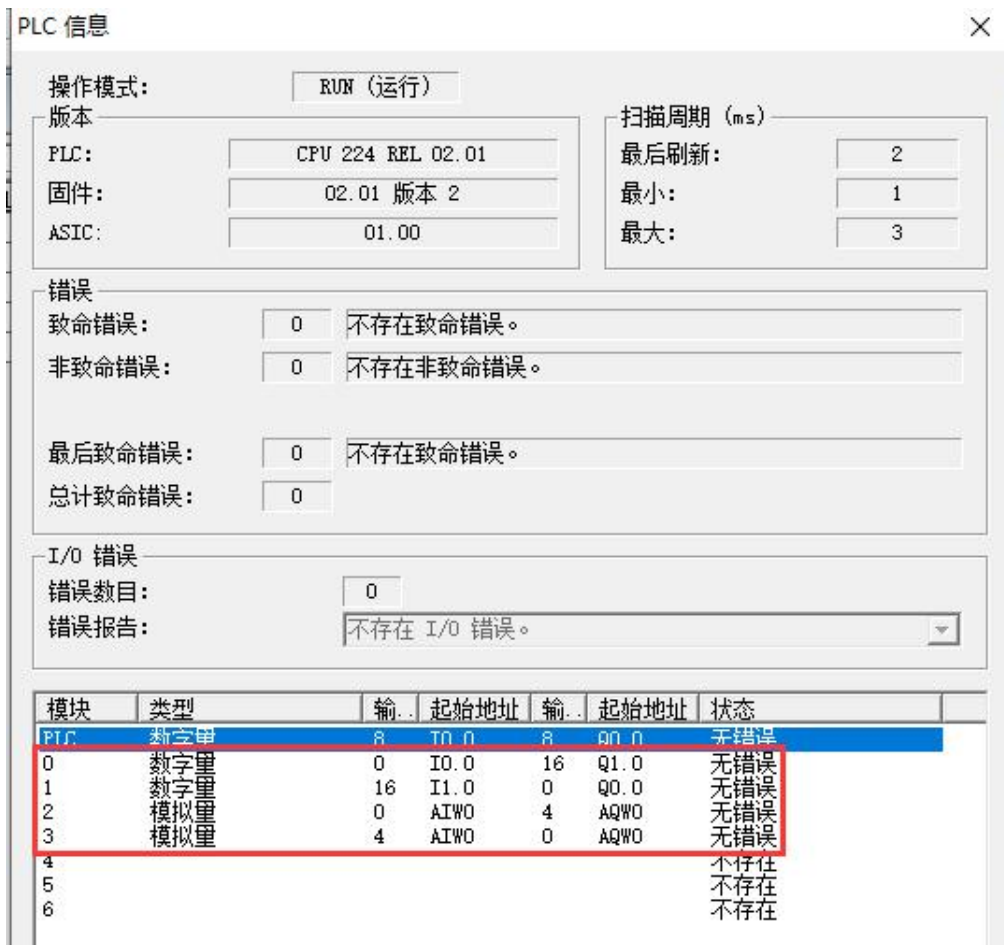 PLC 信息
操作模式: RUN (运行)
版本
PLC: CPU 224 REL 02.01
固件: 02.01 版本 2
ASIC: 01.00
扫描周期 (ms)
最后刷新: 2
最小: 1
最大: 3
错误
致命错误: 0 不存在致命错误。
非致命错误: 0 不存在非致命错误。
最后致命错误: 0 不存在致命错误。
总计致命错误: 0
I/O 错误
错误数目: 0
错误报告: 不存在 I/O 错误。
模块 类型 输.. 起始地址 输.. 起始地址 状态
PLC 数字量 8 I0.0 8 Q0.0 无错误
0 数字量 0 I0.0 16 Q1.0 无错误
1 数字量 16 I1.0 0 Q0.0 无错误
2 模拟量 0 AIW0 4 AQW0 无错误
3 模拟量 4 AIW0 0 AQW0 无错误
4 不存在
5 不存在
6 不存在